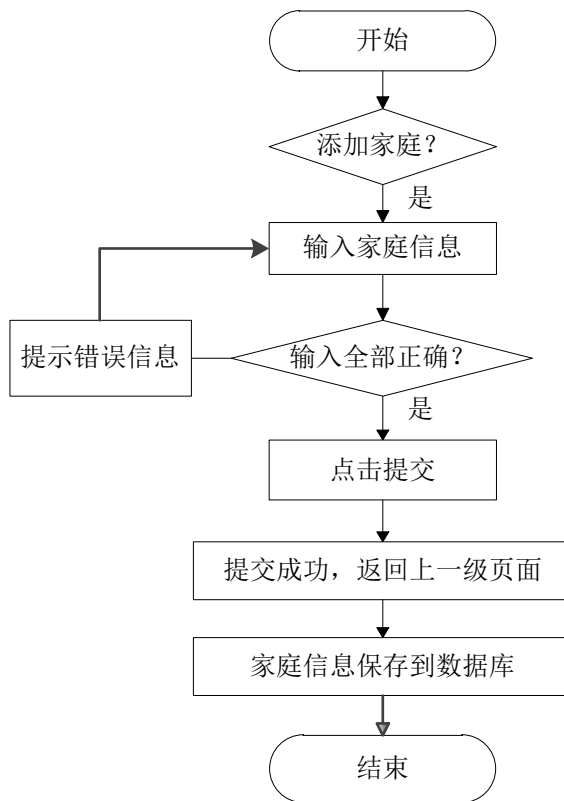 开始
添加家庭？
是
输入家庭信息
提示错误信息
输入全部正确？
是
点击提交
提交成功，返回上一级页面
家庭信息保存到数据库
结束